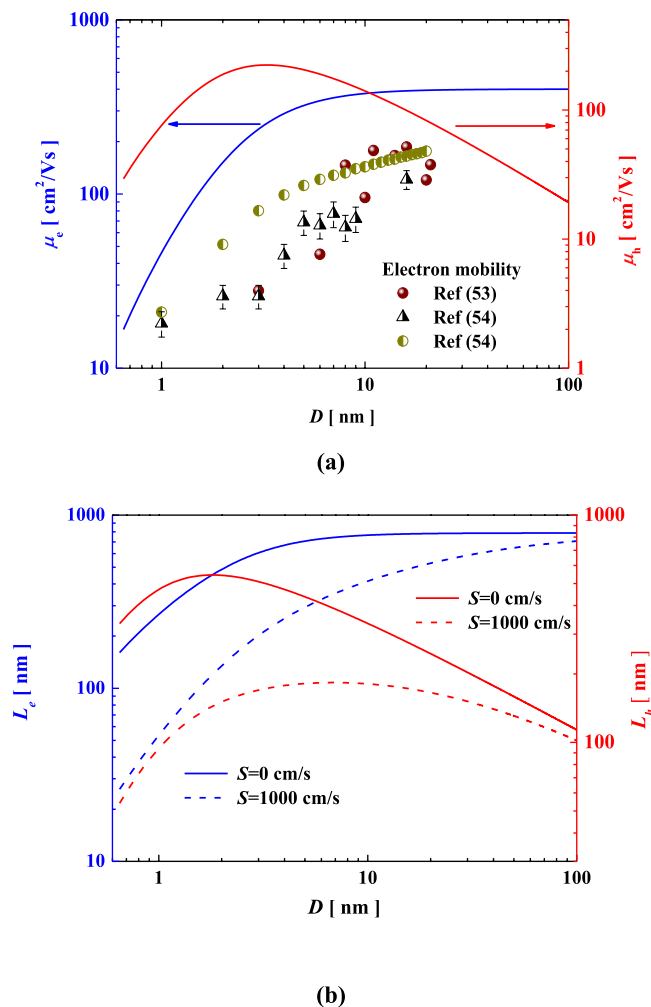 1000
100
10
μe [ cm²/Vs ]
100
10
1
μh [ cm²/Vs ]
Electron mobility
Ref (53)
Ref (54)
Ref (54)
1
10
100
D [ nm ]
(a)
1000
100
10
Le [ nm ]
1000
100
Lh [ nm ]
S=0 cm/s
S=1000 cm/s
S=0 cm/s
S=1000 cm/s
1
10
100
D [ nm ]
(b)